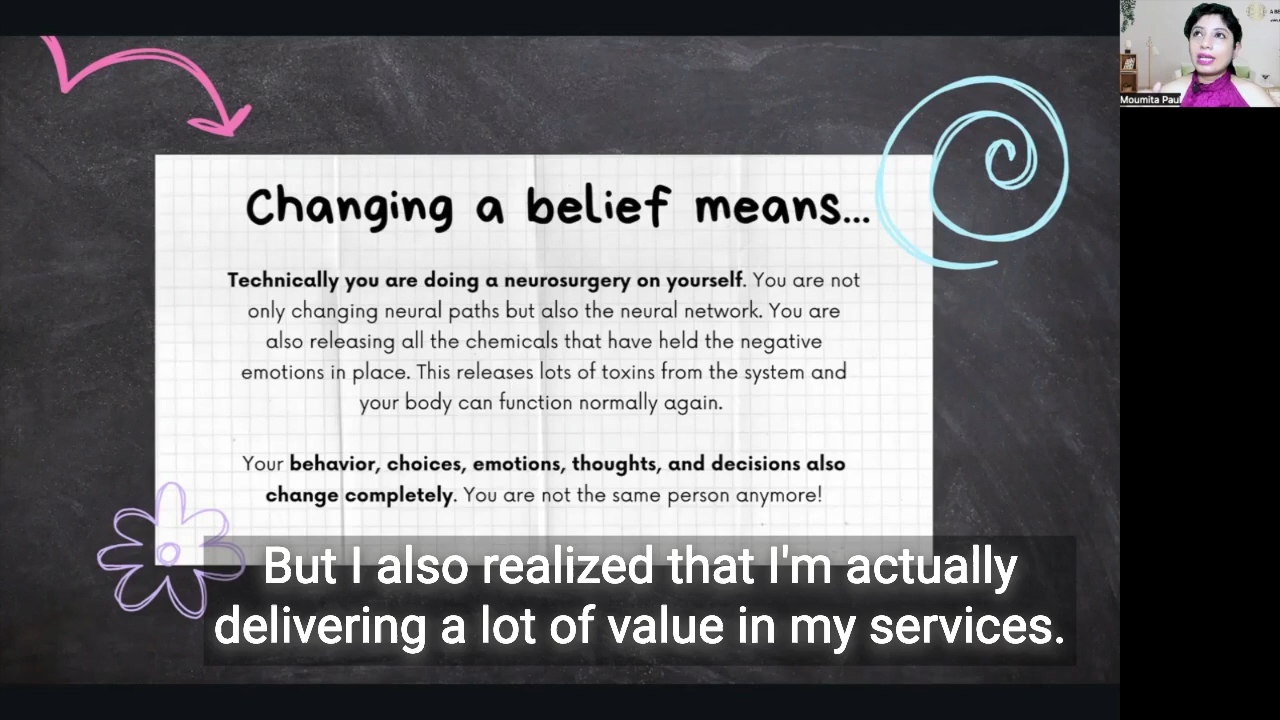 Changing a belief means...
Technically you are doing a neurosurgery on yourself. You are not
only changing neural paths but also the neural network. You are
also releasing all the chemicals that have held the negative
emotions in place. This releases lots of toxins from the system and
your body can function normally again.
Your behavior, choices, emotions, thoughts, and decisions also
change completely. You are not the same person anymore!
But I also realized that I'm actually
delivering a lot of value in my services.
Moumita Paul